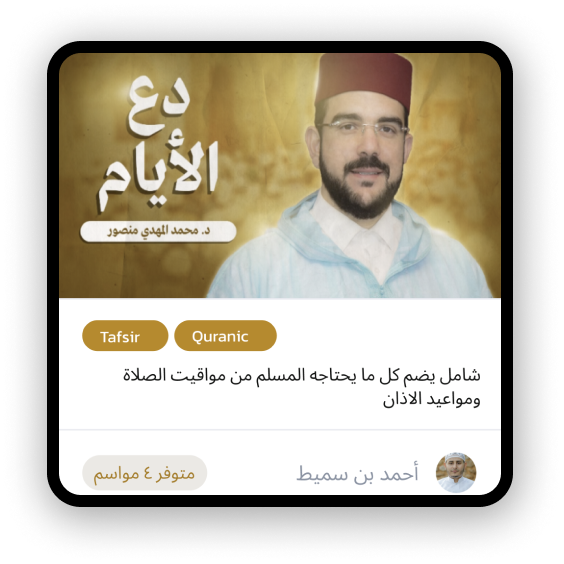 دع
الأيام
د. محمد المهدي منصور
Tafsir
Quranic
شامل يضم كل ما يحتاجه المسلم من مواقيت الصلاة
ومواعيد الاذان
أحمد بن سميط
متوفر ٤ مواسم